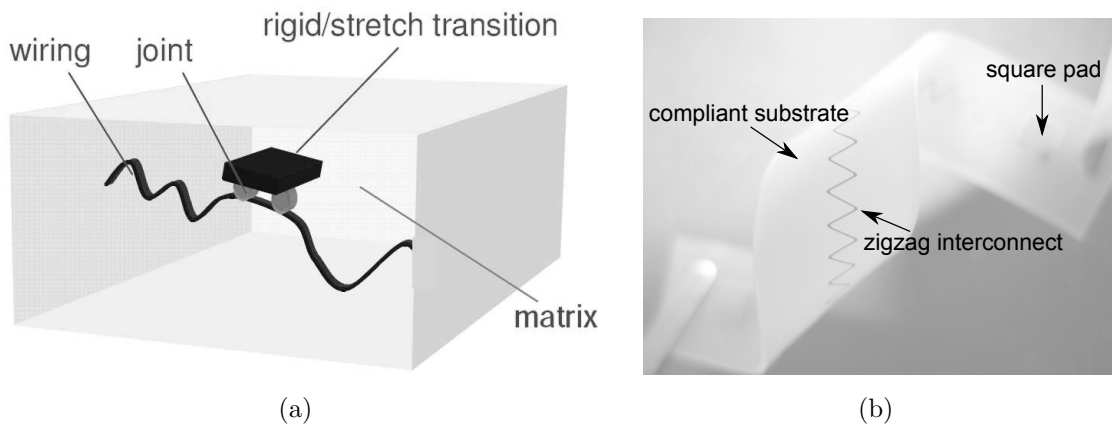 rigid/stretch transition
wiring
joint
matrix
(a)
square pad
compliant substrate
zigzag interconnect
(b)